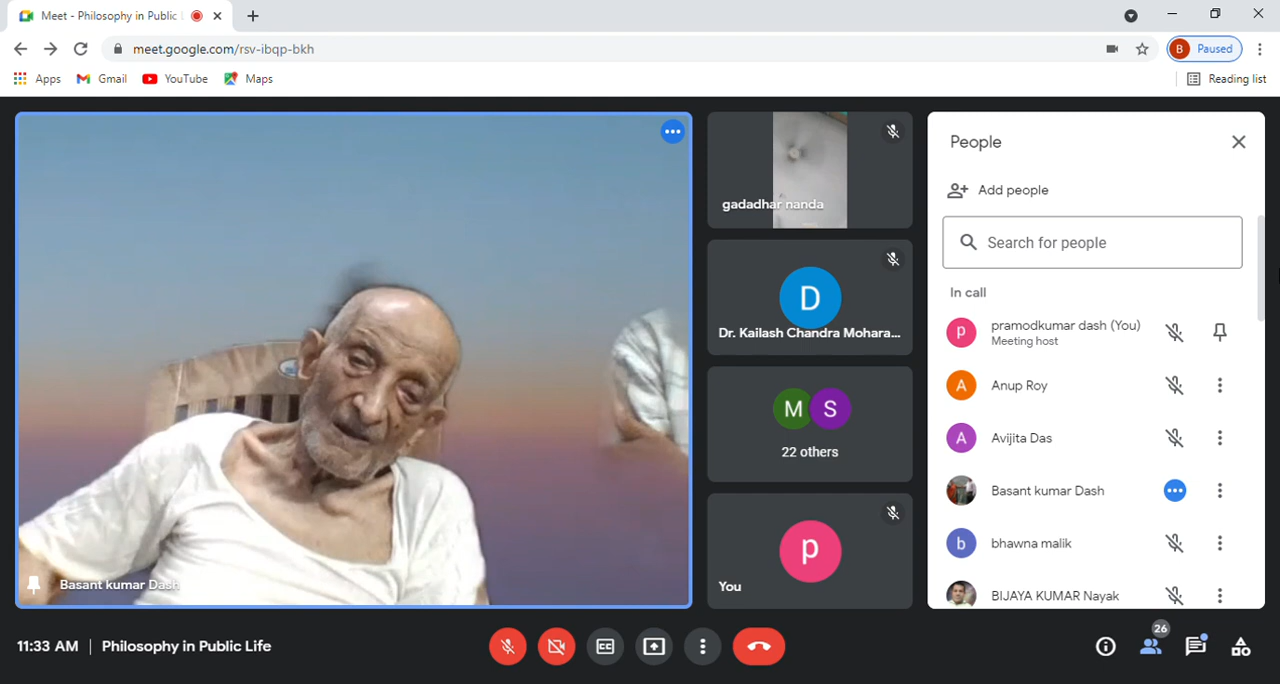 Meet - Philosophy in Public
meet.google.com/rsv-ibqp-bkh
B Paused
Apps Gmail YouTube Maps Reading list
gadadhar nanda
D
Dr. Kailash Chandra Mohara...
M S
22 others
p
You
Basant kumar Dash
People
Add people
Search for people
In call
p pramodkumar dash (You)
Meeting host
A Anup Roy
A Avijita Das
Basant kumar Dash
b bhawna malik
BIJAYA KUMAR Nayak
11:33 AM | Philosophy in Public Life
CC
26